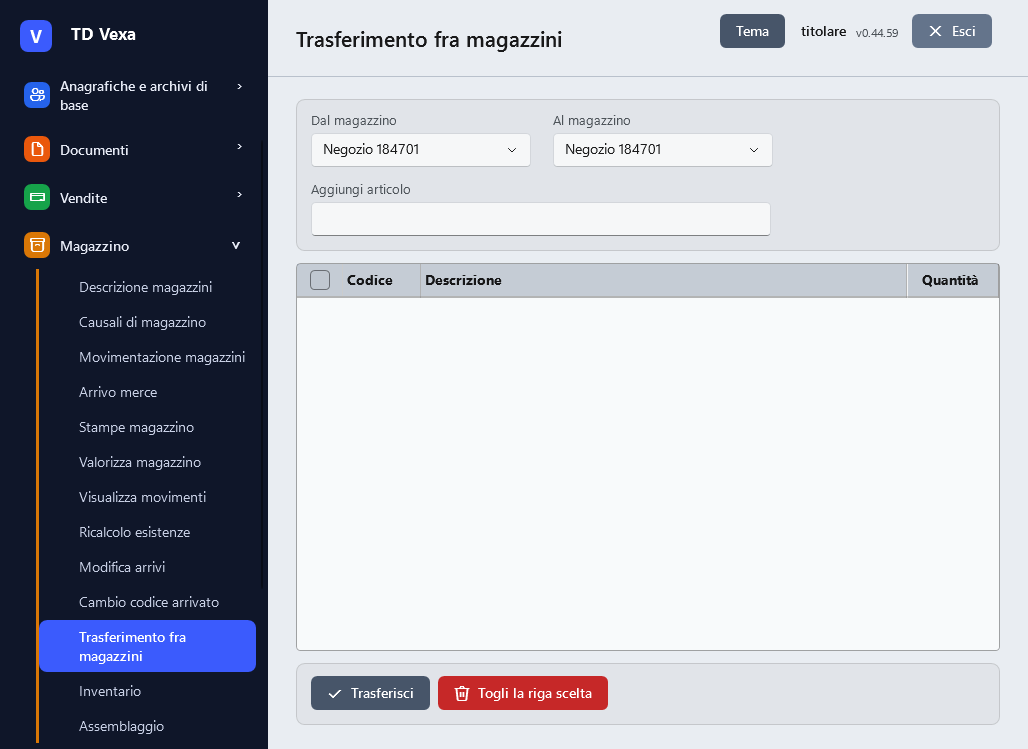 V
TD Vexa
Anagrafiche e archivi di
base
Documenti
Vendite
Magazzino
Descrizione magazzini
Causali di magazzino
Movimentazione magazzini
Arrivo merce
Stampe magazzino
Valorizza magazzino
Visualizza movimenti
Ricalcolo esistenze
Modifica arrivi
Cambio codice arrivato
Trasferimento fra
magazzini
Inventario
Assemblaggio
Trasferimento fra magazzini
Tema
titolare v0.44.59
Esci
Dal magazzino
Al magazzino
Negozio 184701
Negozio 184701
Aggiungi articolo
Codice Descrizione Quantità
Trasferisci
Togli la riga scelta